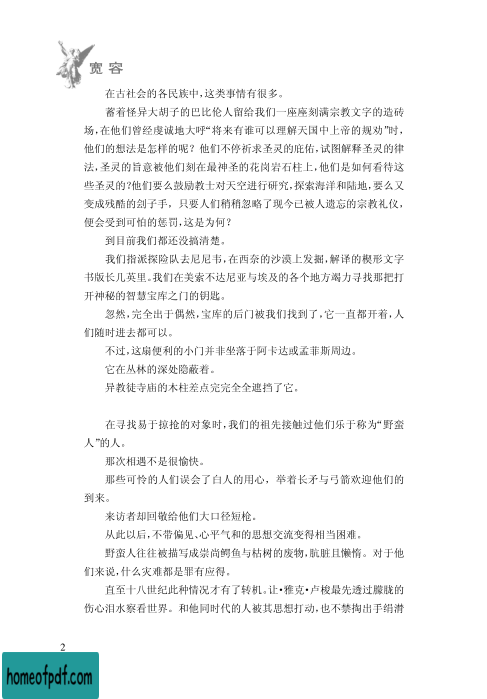 宽容
在古社会的各民族中，这类事情有很多。
蓄着怪异大胡子的巴比伦人留给我们一座座刻满宗教文字的造砖
场，在他们曾经虔诚地大呼“将来有谁可以理解天国中上帝的规劝”时，
他们的想法是怎样的呢？他们不停祈求圣灵的庇佑，试图解释圣灵的律
法，圣灵的旨意被他们刻在最神圣的花岗岩石柱上，他们是如何看待这
些圣灵的？他们要么鼓励教士对天空进行研究，探索海洋和陆地，要么又
变成残酷的刽子手。只要人们稍稍忽略了现今已被人遗忘的宗教礼仪，
便会受到可怕的惩罚，这是为何？
到目前我们都还没搞清楚。
我们指派探险队去尼尼韦，在西奈的沙漠上发掘，解译的楔形文字
书版长几英里。我们在美索不达尼亚与埃及的各个地方竭力寻找那把打
开神秘的智慧宝库之门的钥匙。
忽然，完全出于偶然，宝库的后门被我们找到了，它一直都开着，人
们随时进去都可以。
不过，这扇便利的小门并非坐落于阿卡达或孟菲斯周边。
它在丛林的深处隐蔽着。
异教徒寺庙的木柱差点完完全全遮挡了它。
在寻找易于掠抢的对象时，我们的祖先接触过他们乐于称为“野蛮
人”的人。
那次相遇不是很愉快。
那些可怜的人们误会了白人的用心，举着长矛与弓箭欢迎他们的
到来。
来访者却回敬给他们大口径短枪。
从此以后，不带偏见、心平气和的思想交流变得相当困难。
野蛮人往往被描写成崇尚鳄鱼与枯树的废物，肮脏且懒惰。对于他
们来说，什么灾难都是罪有应得。
直至十八世纪此种情况才有了转机。让·雅克·卢梭最先透过朦胧的
伤心泪水察看世界。和他同时代的人被其思想打动，也不禁掏出手绢潸
2
homeofpdf.com